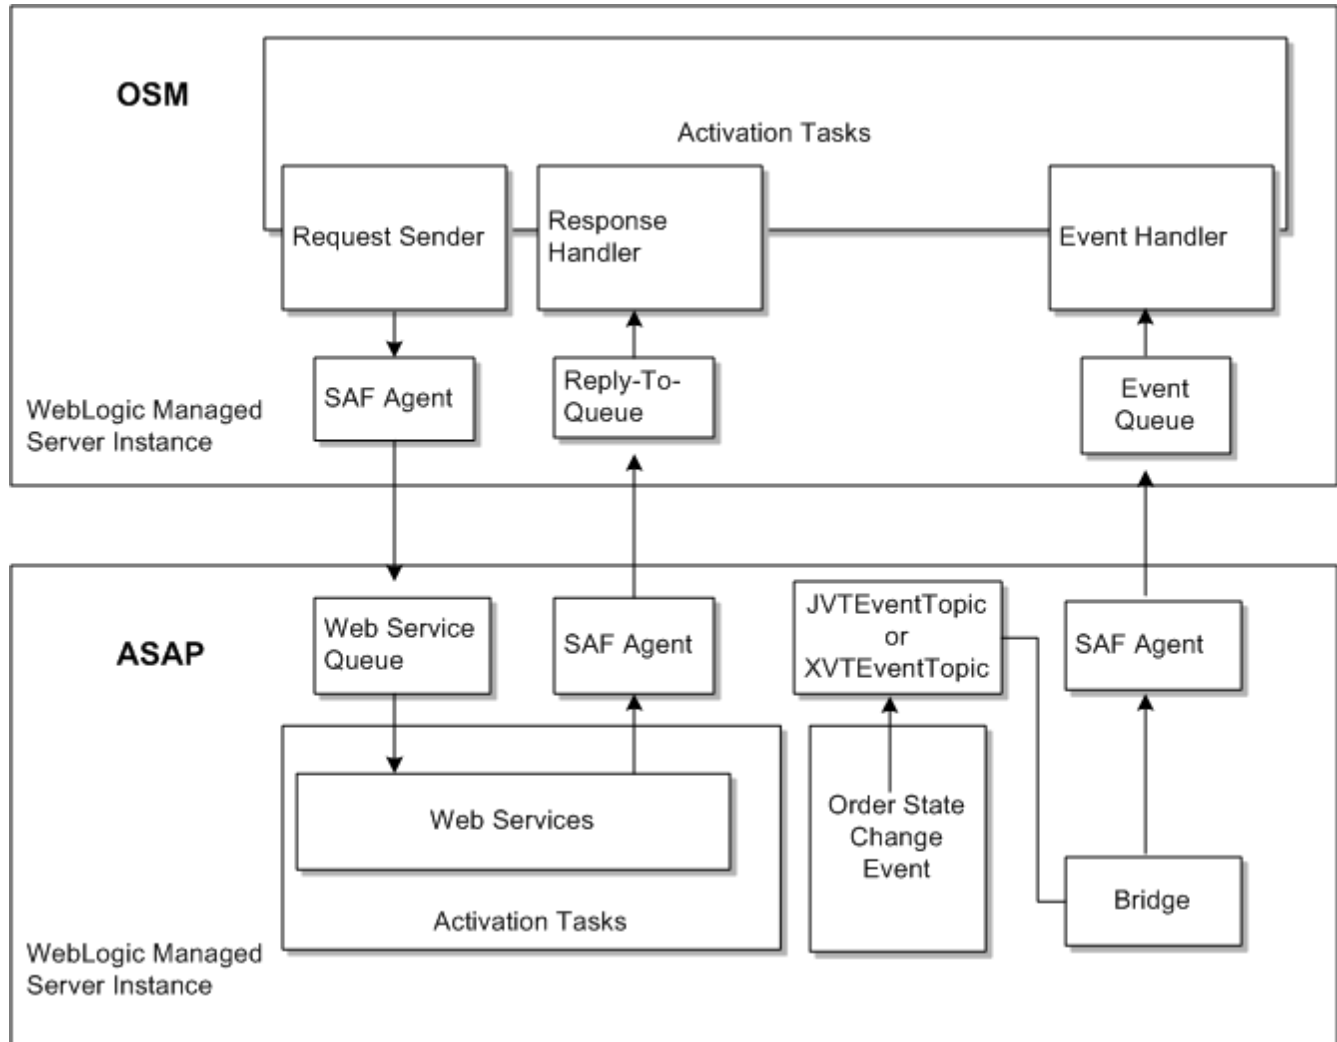 OSM
Activation Tasks
Request Sender
Response
Handler
Event Handler
SAF Agent
Reply-To-
Queue
Event
Queue
WebLogic Managed
Server Instance
ASAP
Web Service
Queue
SAF Agent
JVTEventTopic
or
XVTEventTopic
SAF Agent
Web Services
Activation Tasks
Order State
Change
Event
Bridge
WebLogic Managed
Server Instance